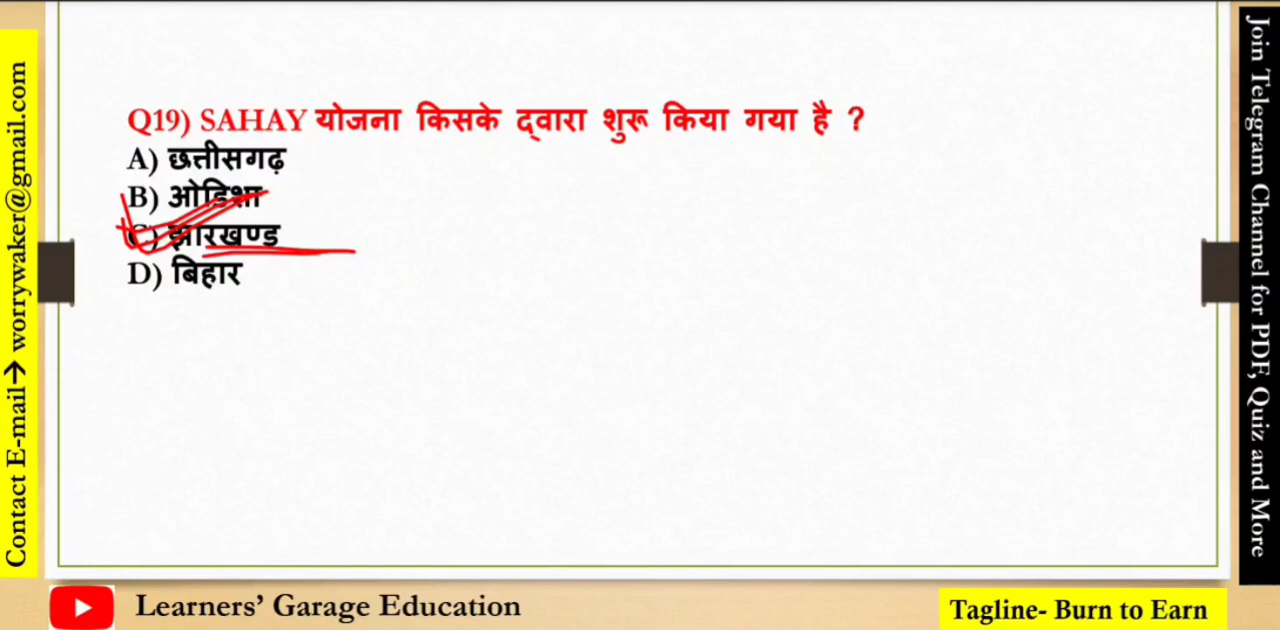 Q19) SAHAY योजना किसके द्वारा शुरू किया गया है ?
A) छत्तीसगढ़
B) ओडिशा
C) झारखण्ड
D) बिहार
Contact E-mail→ worrywaker@gmail.com
Join Telegram Channel for PDF, Quiz and More
Learners’ Garage Education
Tagline- Burn to Earn